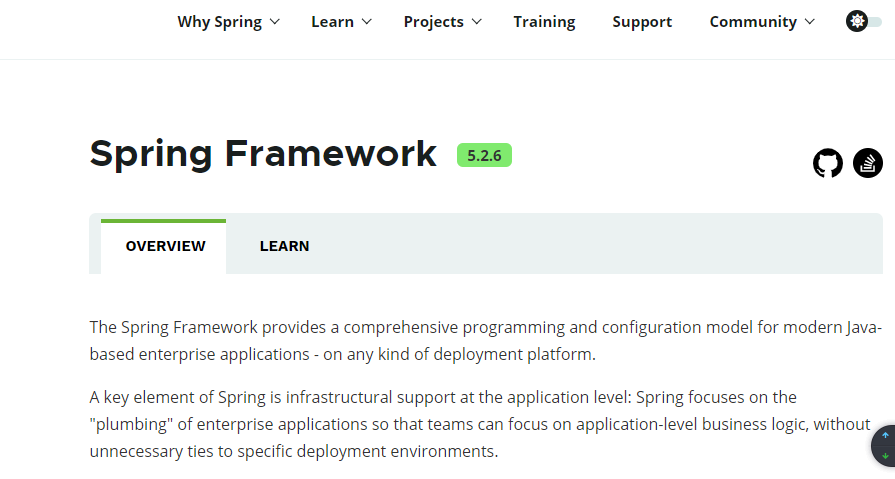 Why Spring Learn Projects Training Support Community
Spring Framework 5.2.6
OVERVIEW LEARN
The Spring Framework provides a comprehensive programming and configuration model for modern Java-
based enterprise applications - on any kind of deployment platform.
A key element of Spring is infrastructural support at the application level: Spring focuses on the
"plumbing" of enterprise applications so that teams can focus on application-level business logic, without
unnecessary ties to specific deployment environments.